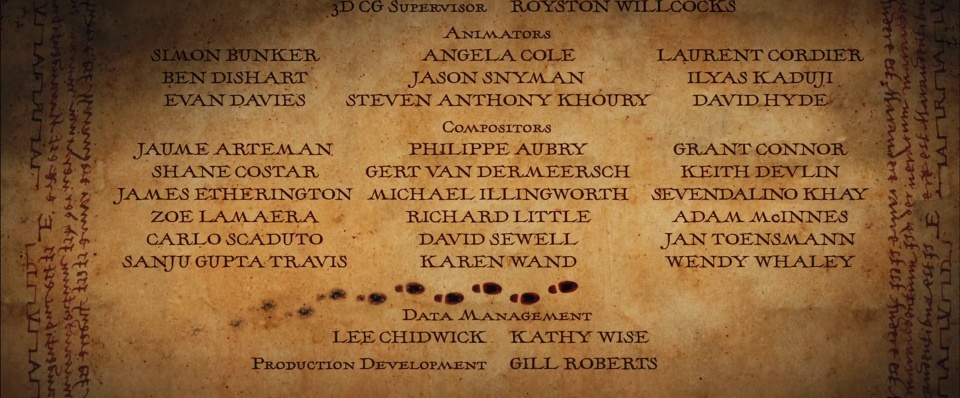 3D CG Supervisor ROYSTON WILLCOCKS
Animators
SIMON BUNKER ANGELA COLE LAURENT CORDIER
BEN DISHART JASON SNYMAN ILYAS KADUJI
EVAN DAVIES STEVEN ANTHONY KHOURY DAVID HYDE
Compositors
JAUME ARTEMAN PHILIPPE AUBRY GRANT CONNOR
SHANE COSTAR GERT VAN DERMEERSCH KEITH DEVLIN
JAMES ETHERINGTON MICHAEL ILLINGWORTH SEVENDALINO KHAY
ZOE LAMAERA RICHARD LITTLE ADAM McINNES
CARLO SCADUTO DAVID SEWELL JAN TOENSMANN
SANJU GUPTA TRAVIS KAREN WAND WENDY WHALEY
Data Management
LEE CHIDWICK KATHY WISE
Production Development GILL ROBERTS